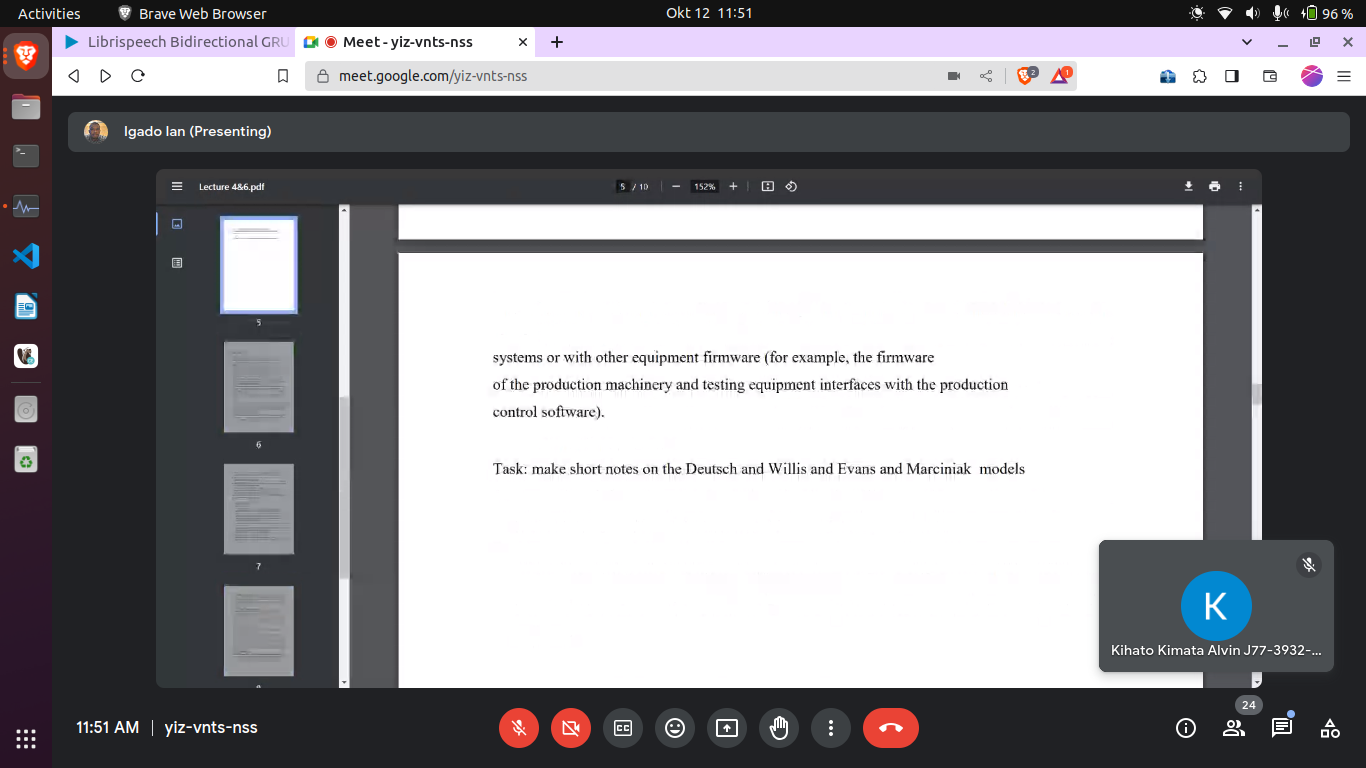 Activities
Brave Web Browser
Okt 12 11:51
96 %
Librispeech Bidirectional GRU
Meet - yiz-vnts-nss
meet.google.com/yiz-vnts-nss
2
1
Igado Ian (Presenting)
Lecture 4&6.pdf
5 / 10
152%
5
6
7
systems or with other equipment firmware (for example, the firmware
of the production machinery and testing equipment interfaces with the production
control software).
Task: make short notes on the Deutsch and Willis and Evans and Marciniak models
K
Kihato Kimata Alvin J77-3932-...
11:51 AM
yiz-vnts-nss
24